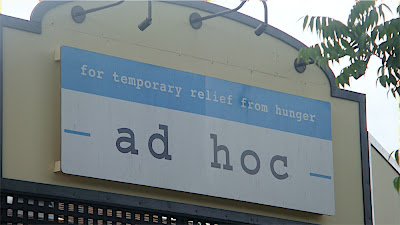 for temporary relief from hunger
ad hoc